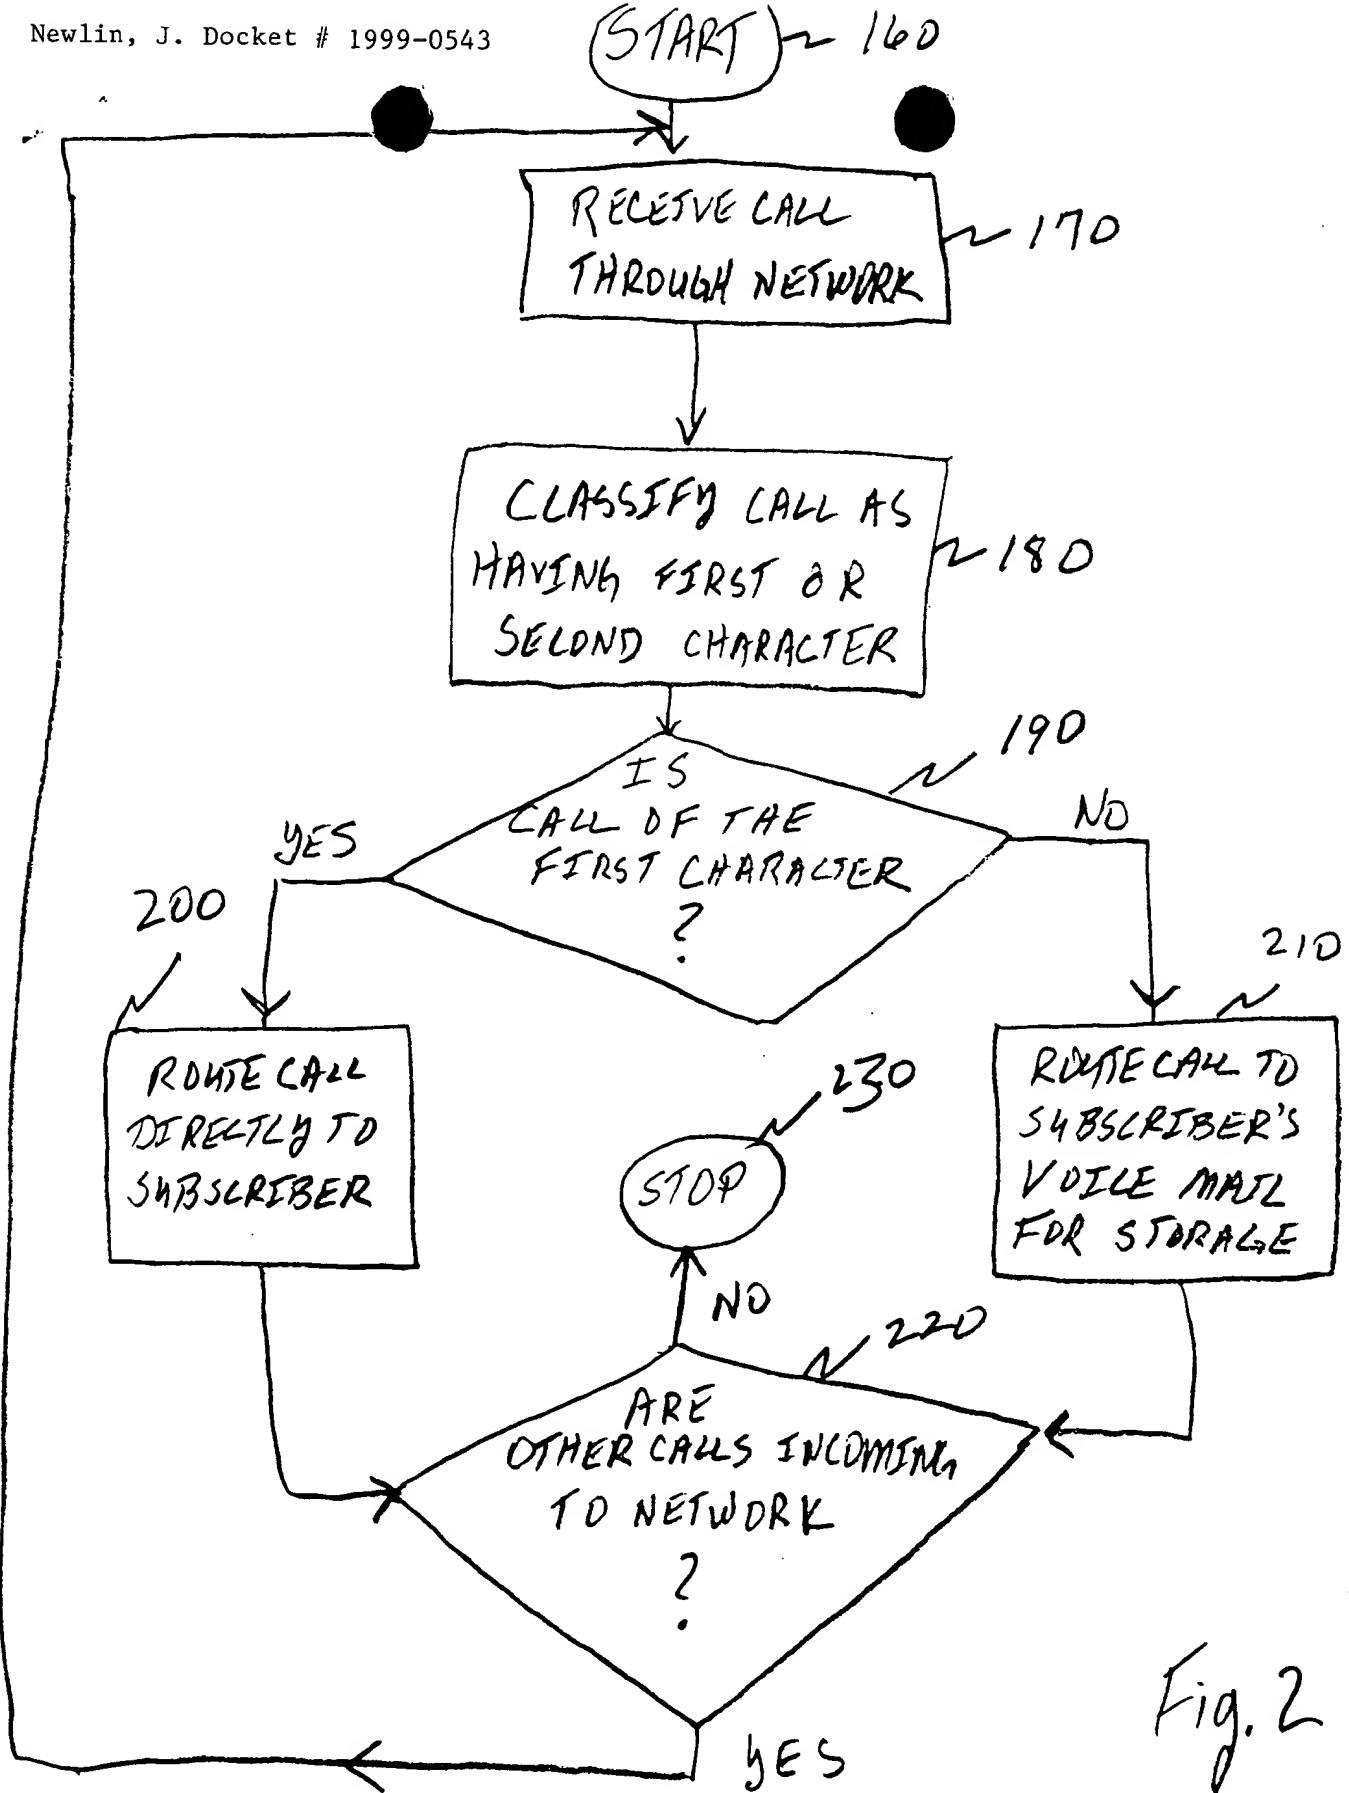 Newlin, J. Docket # 1999-0543
START
160
RECEIVE CALL
THROUGH NETWORK
170
CLASSIFY CALL AS
HAVING FIRST OR
SECOND CHARACTER
180
190
IS
CALL OF THE
FIRST CHARACTER
?
YES
NO
200
210
ROUTE CALL
DIRECTLY TO
SUBSCRIBER
ROUTE CALL TO
SUBSCRIBER'S
VOICE MAIL
FOR STORAGE
230
STOP
NO
220
ARE
OTHER CALLS INCOMING
TO NETWORK
?
YES
Fig. 2